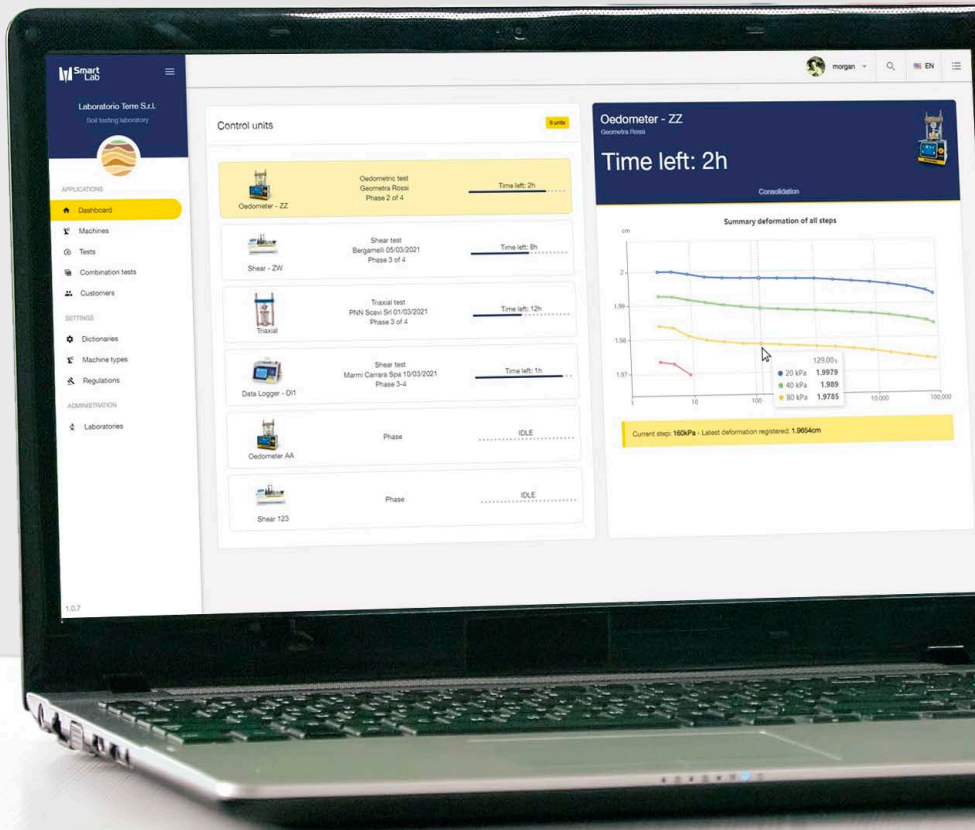 Smart
Lab
Laboratorio Terre S.r.l.
Soil testing laboratory
APPLICATIONS
Dashboard
Machines
Tests
Combination tests
Customers
SETTINGS
Dictionaries
Machine types
Regulations
ADMINISTRATION
Laboratories
1.0.7
morgan
EN
Control units
6 units
Oedometer - ZZ
Oedometric test
Geometra Rossi
Phase 2 of 4
Time left: 2h
Shear - ZW
Shear test
Bergamelli 05/03/2021
Phase 3 of 4
Time left: 8h
Triaxial
Triaxial test
PNN Scavi Srl 01/03/2021
Phase 3 of 4
Time left: 12h
Data Logger - DI1
Shear test
Marmi Carrara Spa 10/03/2021
Phase 3-4
Time left: 1h
Oedometer AA
Phase
IDLE
Shear 123
Phase
IDLE
Oedometer - ZZ
Geometra Rossi
Time left: 2h
Consolidation
Summary deformation of all steps
cm
2
1.99
1.98
1.97
1
10
100
10,000
100,000
129.00 s
20 kPa 1.9979
40 kPa 1.989
80 kPa 1.9785
Current step: 160kPa - Latest deformation registered: 1.9654cm